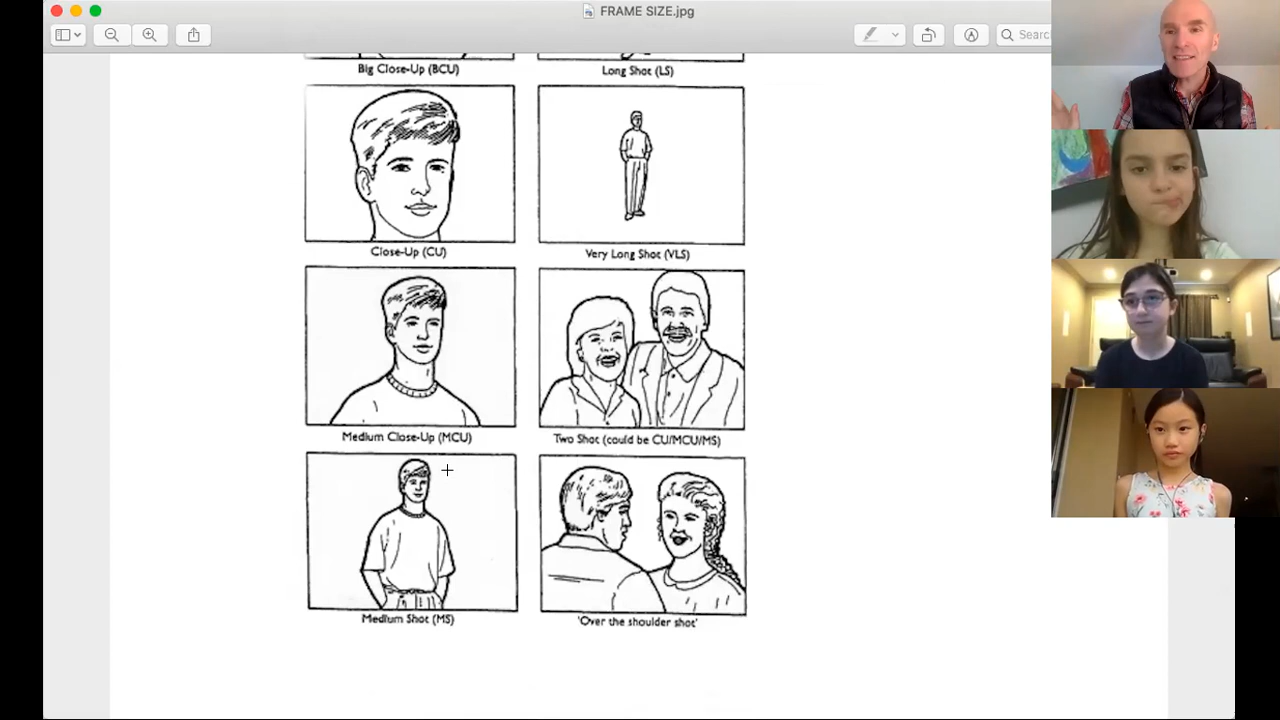 FRAME SIZE.jpg
Search
Big Close-Up (BCU)
Long Shot (LS)
Close-Up (CU)
Very Long Shot (VLS)
Medium Close-Up (MCU)
Two Shot (could be CU/MCU/MS)
Medium Shot (MS)
'Over the shoulder shot'